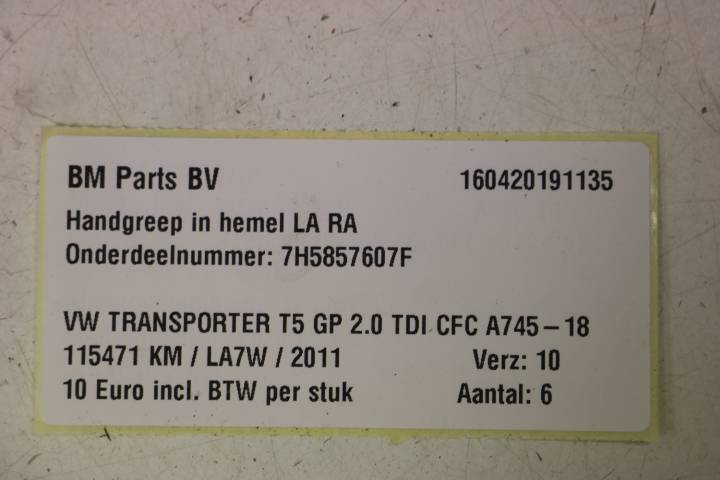 BM Parts BV 160420191135
Handgreep in hemel LA RA
Onderdeelnummer: 7H5857607F
VW TRANSPORTER T5 GP 2.0 TDI CFC A745-18
115471 KM / LA7W / 2011 Verz: 10
10 Euro incl. BTW per stuk Aantal: 6